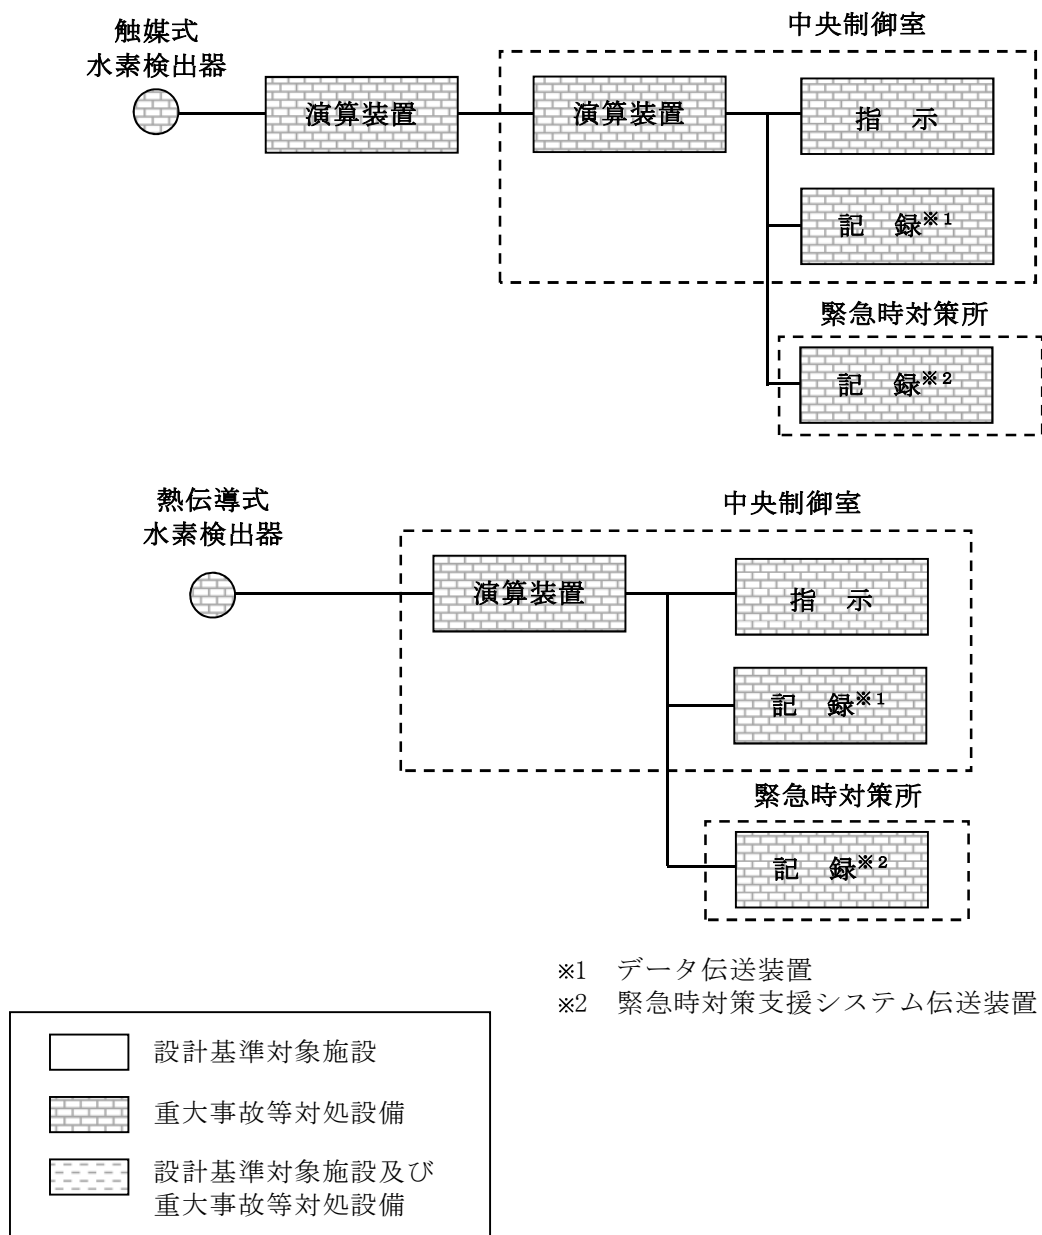 触媒式
水素検出器
中央制御室
演算装置
演算装置
指　示
記　録※1
緊急時対策所
記　録※2
熱伝導式
水素検出器
中央制御室
演算装置
指　示
記　録※1
緊急時対策所
記　録※2
※1　データ伝送装置
※2　緊急時対策支援システム伝送装置
設計基準対象施設
重大事故等対処設備
設計基準対象施設及び
重大事故等対処設備